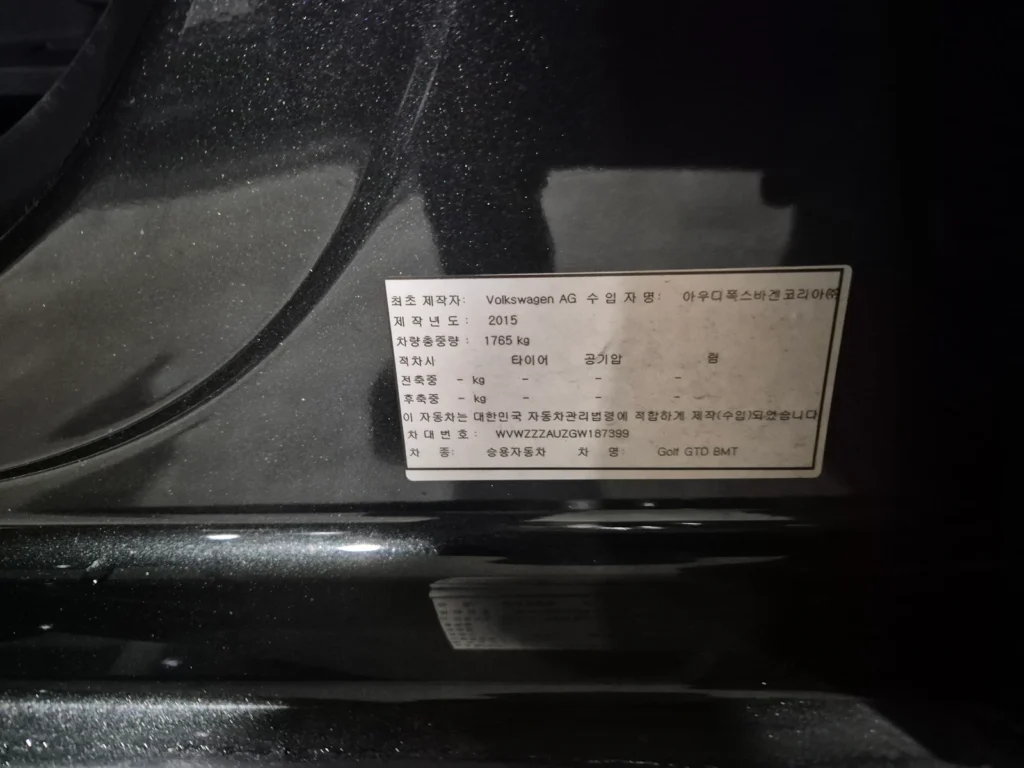 최초 제작자: Volkswagen AG 수 입 자 명: 아우디폭스바겐코리아㈜
제 작 년 도 : 2015
차량총중량 : 1765 kg
적차시 타이어 공기압 림
전축중 - kg - - -
후축중 - kg - - -
이 자동차는 대한민국 자동차관리법령에 적합하게 제작(수입)되었습니다
차 대 번 호 : WVWZZZAUZGW187399
차 종: 승용자동차 차 명: Golf GTD BMT